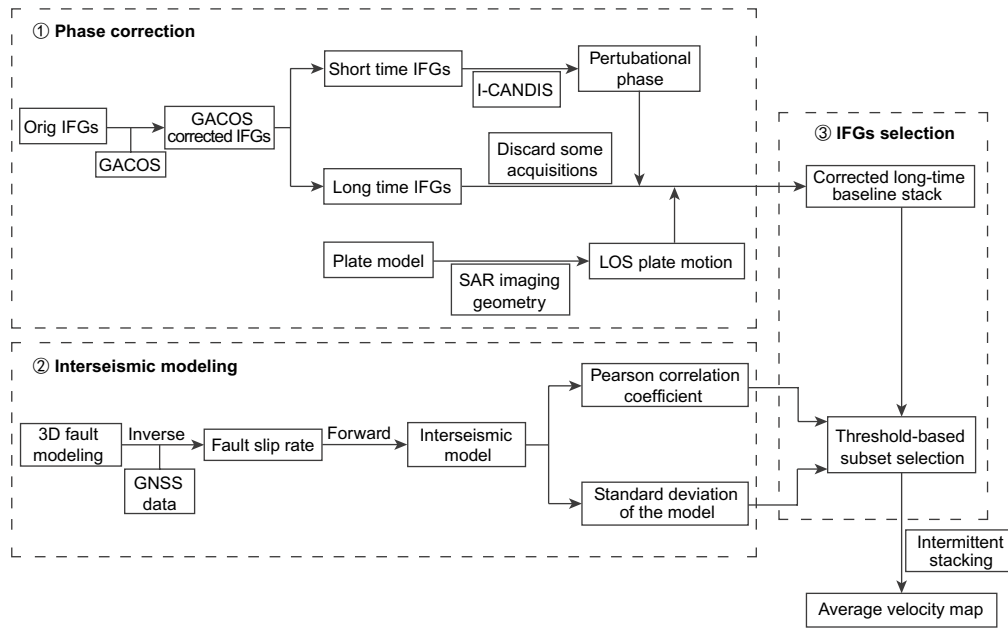 ① Phase correction
Short time IFGs
I-CANDIS
Pertubational
phase
Orig IFGs
GACOS
GACOS
corrected IFGs
Long time IFGs
Discard some
acquisitions
Plate model
SAR imaging
geometry
LOS plate motion
② Interseismic modeling
3D fault
modeling
Inverse
GNSS
data
Fault slip rate
Forward
Interseismic
model
Pearson correlation
coefficient
Standard deviation
of the model
③ IFGs selection
Corrected long-time
baseline stack
Threshold-based
subset selection
Intermittent
stacking
Average velocity map